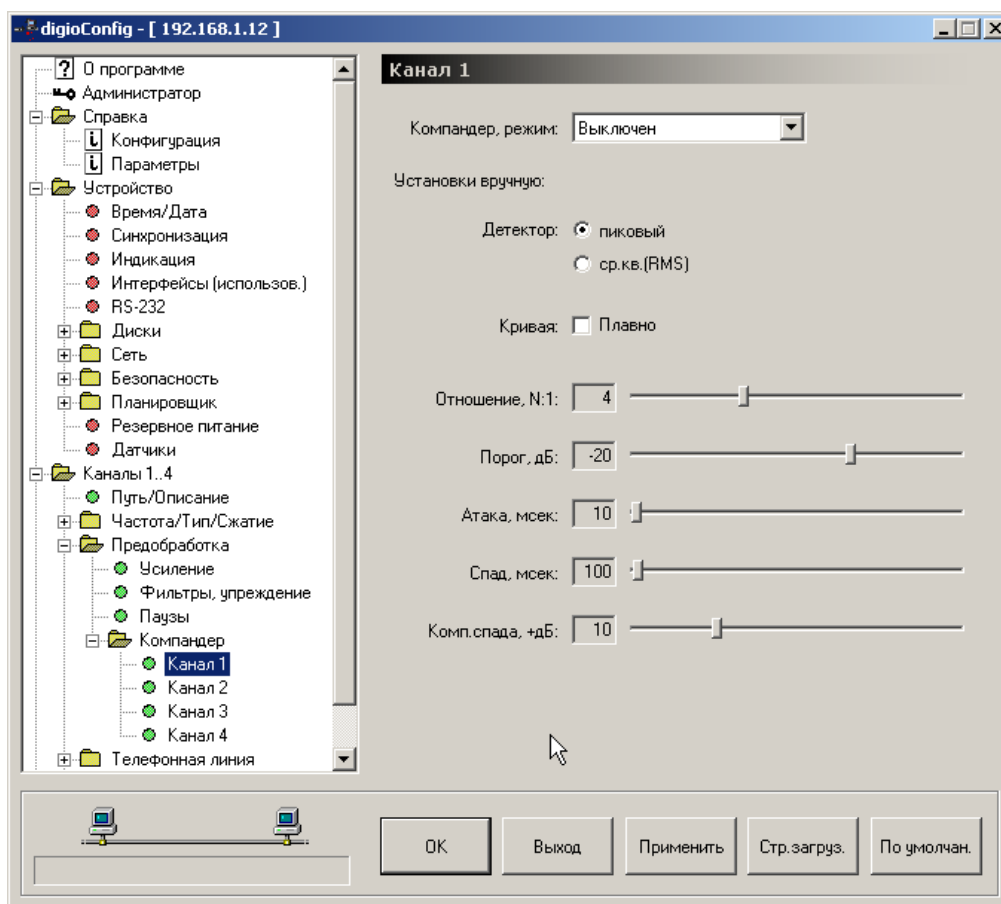 digioConfig - [ 192.168.1.12 ]
? О программе
Администратор
Справка
i Конфигурация
i Параметры
Устройство
Время/Дата
Синхронизация
Индикация
Интерфейсы (использов.)
RS-232
Диски
Сеть
Безопасность
Планировщик
Резервное питание
Датчики
Каналы 1..4
Путь/Описание
Частота/Тип/Сжатие
Предобработка
Усиление
Фильтры, упреждение
Паузы
Компандер
Канал 1
Канал 2
Канал 3
Канал 4
Телефонная линия
Канал 1
Компандер, режим: Выключен
Установки вручную:
Детектор: пиковый
ср.кв.(RMS)
Кривая: Плавно
Отношение, N:1: 4
Порог, дБ: -20
Атака, мсек: 10
Спад, мсек: 100
Комп.спада, +дБ: 10
OK Выход Применить Стр.загруз. По умолчан.